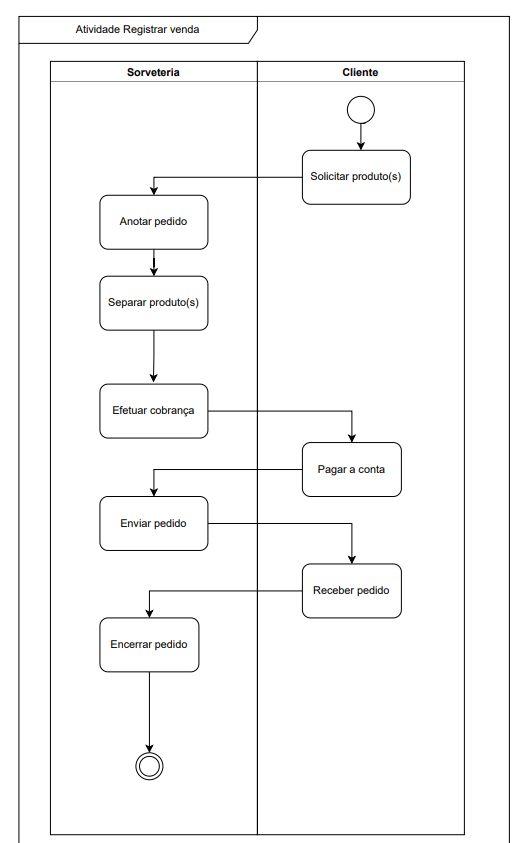 Atividade Registrar venda
Sorveteria
Cliente
Solicitar produto(s)
Anotar pedido
Separar produto(s)
Efetuar cobrança
Pagar a conta
Enviar pedido
Receber pedido
Encerrar pedido